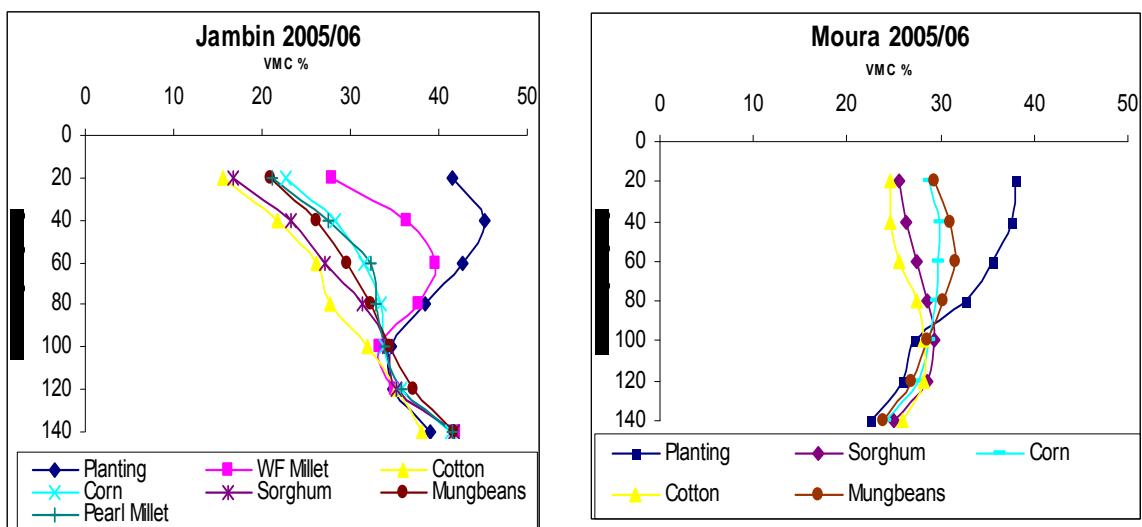 Jambin 2005/06
VMC %
0 10 20 30 40 50
0
20
40
60
80
100
120
140
Planting WF Millet Cotton
Corn Sorghum Mungbeans
Pearl Millet
Moura 2005/06
VMC %
0 10 20 30 40 50
0
20
40
60
80
100
120
140
Planting Sorghum Corn
Cotton Mungbeans